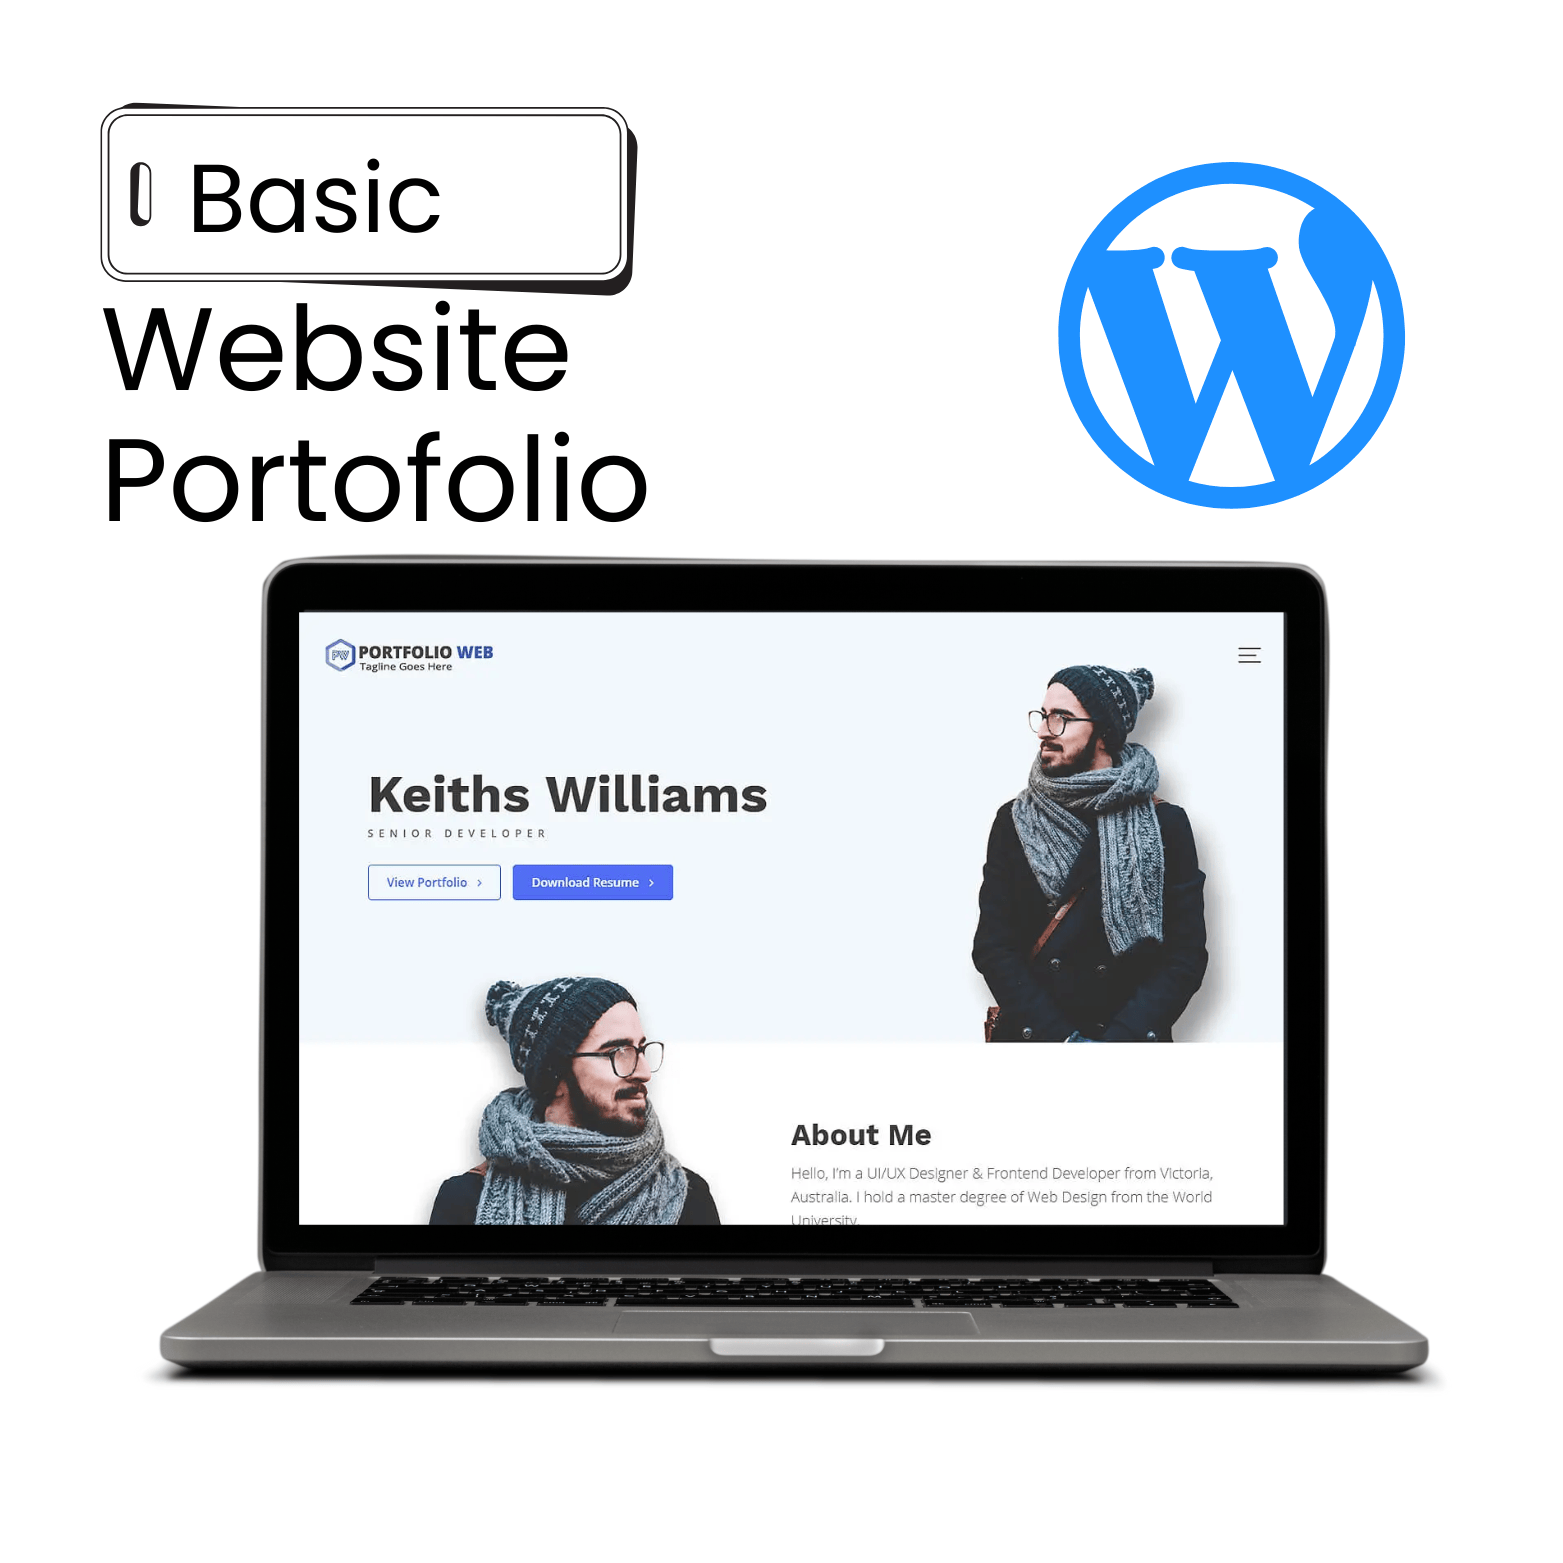 Basic
Website
Portofolio
PORTFOLIO WEB
Tagline Goes Here
Keiths Williams
SENIOR DEVELOPER
View Portfolio
Download Resume
About Me
Hello, I'm a UI/UX Designer & Frontend Developer from Victoria,
Australia. I hold a master degree of Web Design from the World
University.